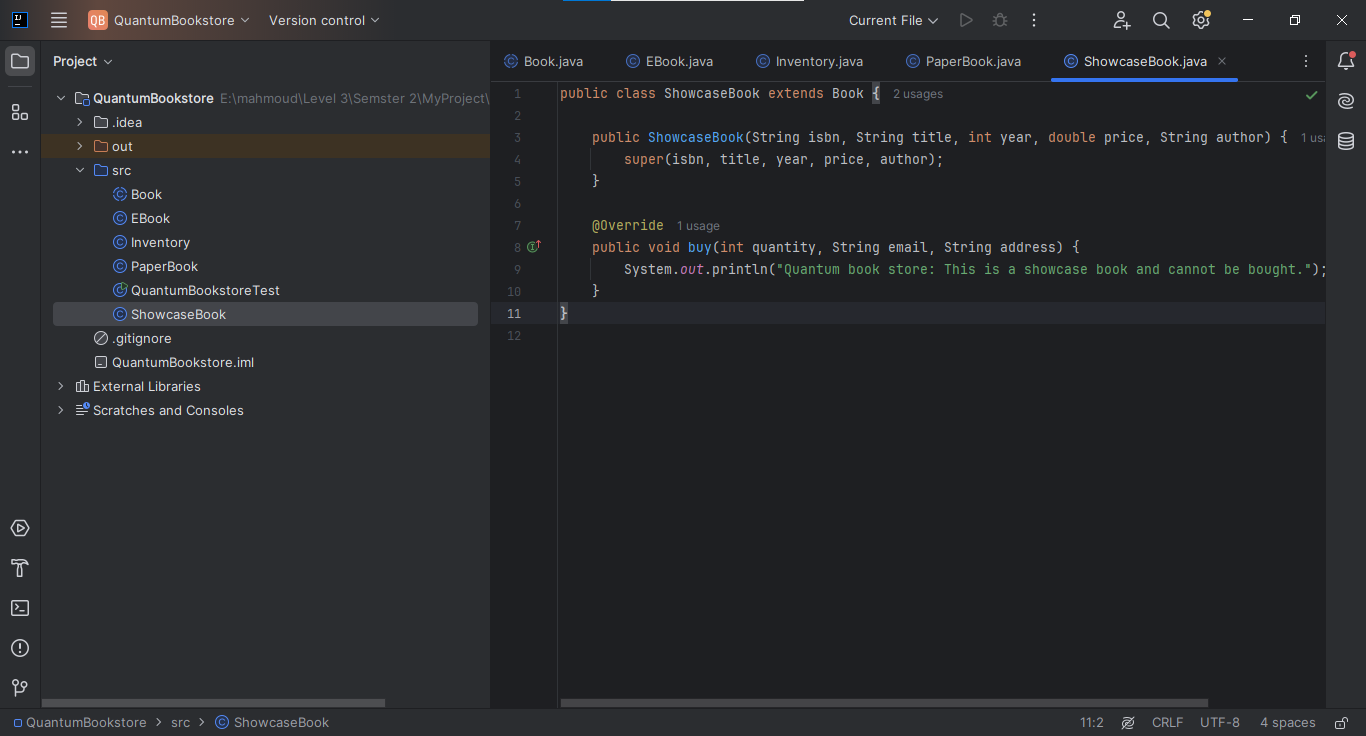 QB QuantumBookstore Version control Current File
Project
Book.java EBook.java Inventory.java PaperBook.java ShowcaseBook.java
QuantumBookstore E:\mahmoud\Level 3\Semster 2\MyProject\
.idea
out
src
Book
EBook
Inventory
PaperBook
QuantumBookstoreTest
ShowcaseBook
.gitignore
QuantumBookstore.iml
External Libraries
Scratches and Consoles
1 public class ShowcaseBook extends Book { 2 usages
2
3 public ShowcaseBook(String isbn, String title, int year, double price, String author) { 1
4 super(isbn, title, year, price, author);
5 }
6
7 @Override 1 usage
8 public void buy(int quantity, String email, String address) {
9 System.out.println("Quantum book store: This is a showcase book and cannot be bought.");
10 }
11 }
12
QuantumBookstore > src > ShowcaseBook 11:2 CRLF UTF-8 4 spaces